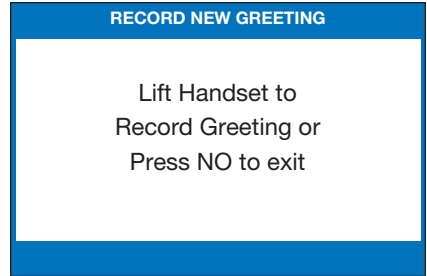 RECORD NEW GREETING
Lift Handset to
Record Greeting or
Press NO to exit